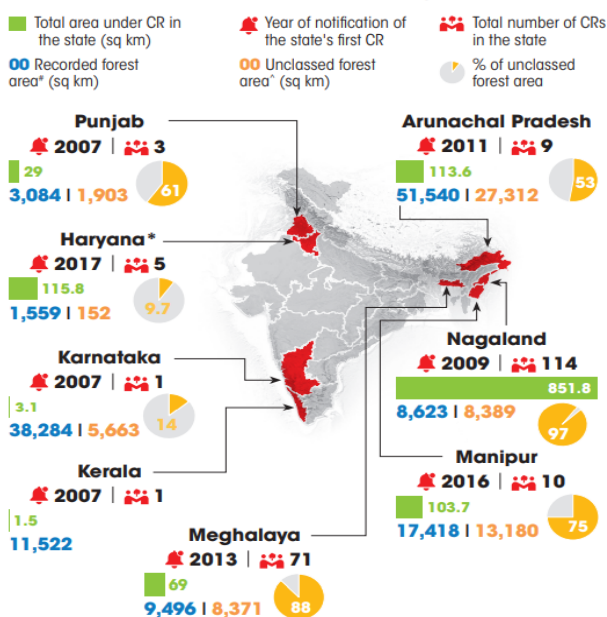 Total area under CR in
the state (sq km)
Year of notification of
the state's first CR
Total number of CRs
in the state
00 Recorded forest
area# (sq km)
00 Unclassed forest
area^ (sq km)
% of unclassed
forest area
Punjab
2007 | 3
29
3,084 | 1,903
61
Arunachal Pradesh
2011 | 9
113.6
51,540 | 27,312
53
Haryana*
2017 | 5
115.8
1,559 | 152
9.7
Karnataka
2007 | 1
3.1
38,284 | 5,663
14
Nagaland
2009 | 114
851.8
8,623 | 8,389
97
Kerala
2007 | 1
1.5
11,522
Manipur
2016 | 10
103.7
17,418 | 13,180
75
Meghalaya
2013 | 71
69
9,496 | 8,371
88